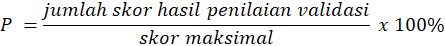 P = jumlah skor hasil penilaian validasi / skor maksimal x 100%